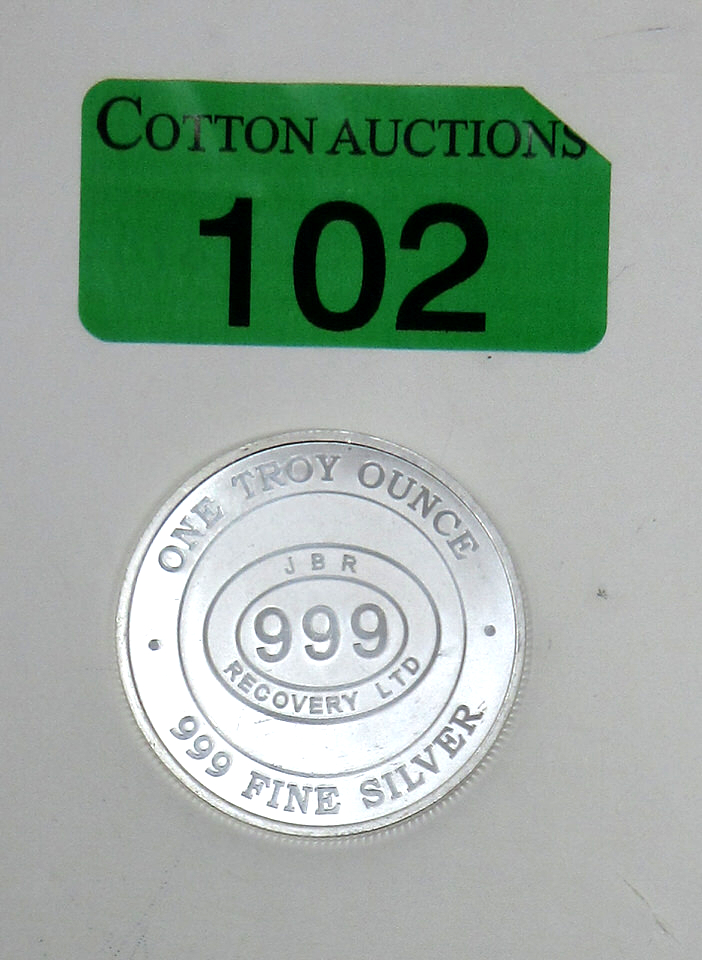 COTTON AUCTIONS
102
ONE TROY OUNCE
JBR
999
RECOVERY LTD
999 FINE SILVER